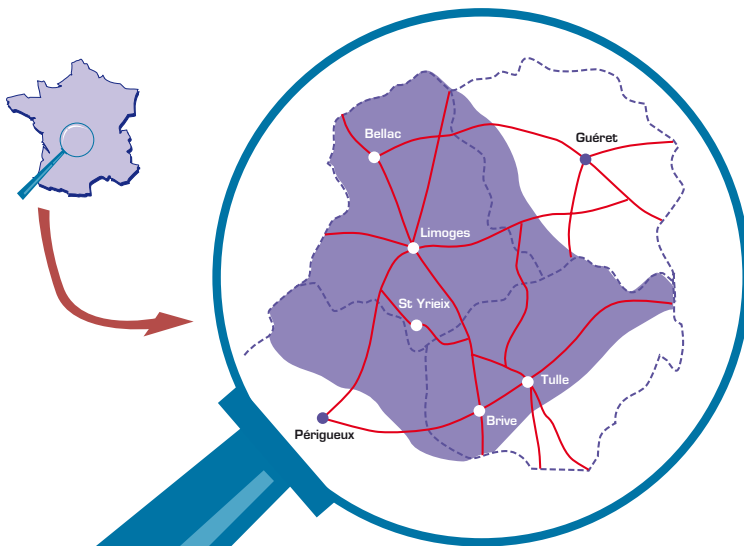 Bellac
Guéret
Limoges
St Yrieix
Tulle
Brive
Périgueux